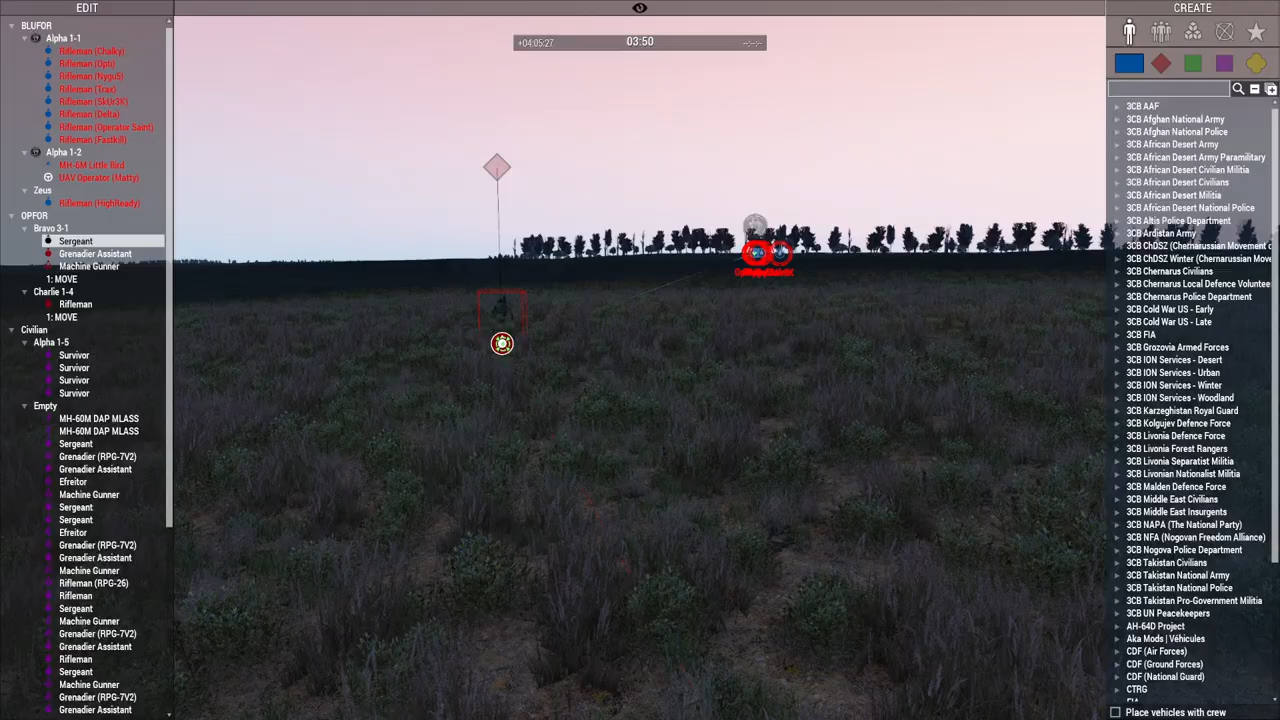 EDIT
BLUFOR
Alpha 1-1
Rifleman (Chalky)
Rifleman (Opti)
Rifleman (Nygu5)
Rifleman (Trax)
Rifleman (SkUr3K)
Rifleman (Delta)
Rifleman (Operator Saint)
Rifleman (Fastkill)
Alpha 1-2
MH-6M Little Bird
UAV Operator (Matty)
Zeus
Rifleman (HighReady)
OPFOR
Bravo 3-1
Sergeant
Grenadier Assistant
Machine Gunner
1: MOVE
Charlie 1-4
Rifleman
1: MOVE
Civilian
Alpha 1-5
Survivor
Survivor
Survivor
Survivor
Empty
MH-60M DAP MLASS
MH-60M DAP MLASS
Sergeant
Grenadier (RPG-7V2)
Grenadier Assistant
Efreitor
Machine Gunner
Sergeant
Sergeant
Efreitor
Grenadier (RPG-7V2)
Grenadier Assistant
Machine Gunner
Rifleman (RPG-26)
Rifleman
Sergeant
Machine Gunner
Grenadier (RPG-7V2)
Grenadier Assistant
Rifleman
Sergeant
Machine Gunner
Grenadier (RPG-7V2)
Grenadier Assistant
+04:05:27 03:50 --:--
CREATE
3CB AAF
3CB Afghan National Army
3CB Afghan National Police
3CB African Desert Army
3CB African Desert Army Paramilitary
3CB African Desert Civilian Militia
3CB African Desert Civilians
3CB African Desert Militia
3CB African Desert National Police
3CB Altis Police Department
3CB Ardistan Army
3CB ChDSZ (Chernarussian Movement o
3CB ChDSZ Winter (Chernarussian Move
3CB Chernarus Civilians
3CB Chernarus Local Defence Voluntee
3CB Chernarus Police Department
3CB Cold War US - Early
3CB Cold War US - Late
3CB FIA
3CB Grozovia Armed Forces
3CB ION Services - Desert
3CB ION Services - Urban
3CB ION Services - Winter
3CB ION Services - Woodland
3CB Karzeghistan Royal Guard
3CB Kolgujev Defence Force
3CB Livonia Defence Force
3CB Livonia Forest Rangers
3CB Livonia Separatist Militia
3CB Livonian Nationalist Militia
3CB Malden Defence Force
3CB Middle East Civilians
3CB Middle East Insurgents
3CB NAPA (The National Party)
3CB NFA (Nogovan Freedom Alliance)
3CB Nogova Police Department
3CB Takistan Civilians
3CB Takistan National Army
3CB Takistan National Police
3CB Takistan Pro-Government Militia
3CB UN Peacekeepers
AH-64D Project
Aka Mods | Véhicules
CDF (Air Forces)
CDF (Ground Forces)
CDF (National Guard)
CTRG
FIA
Place vehicles with crew